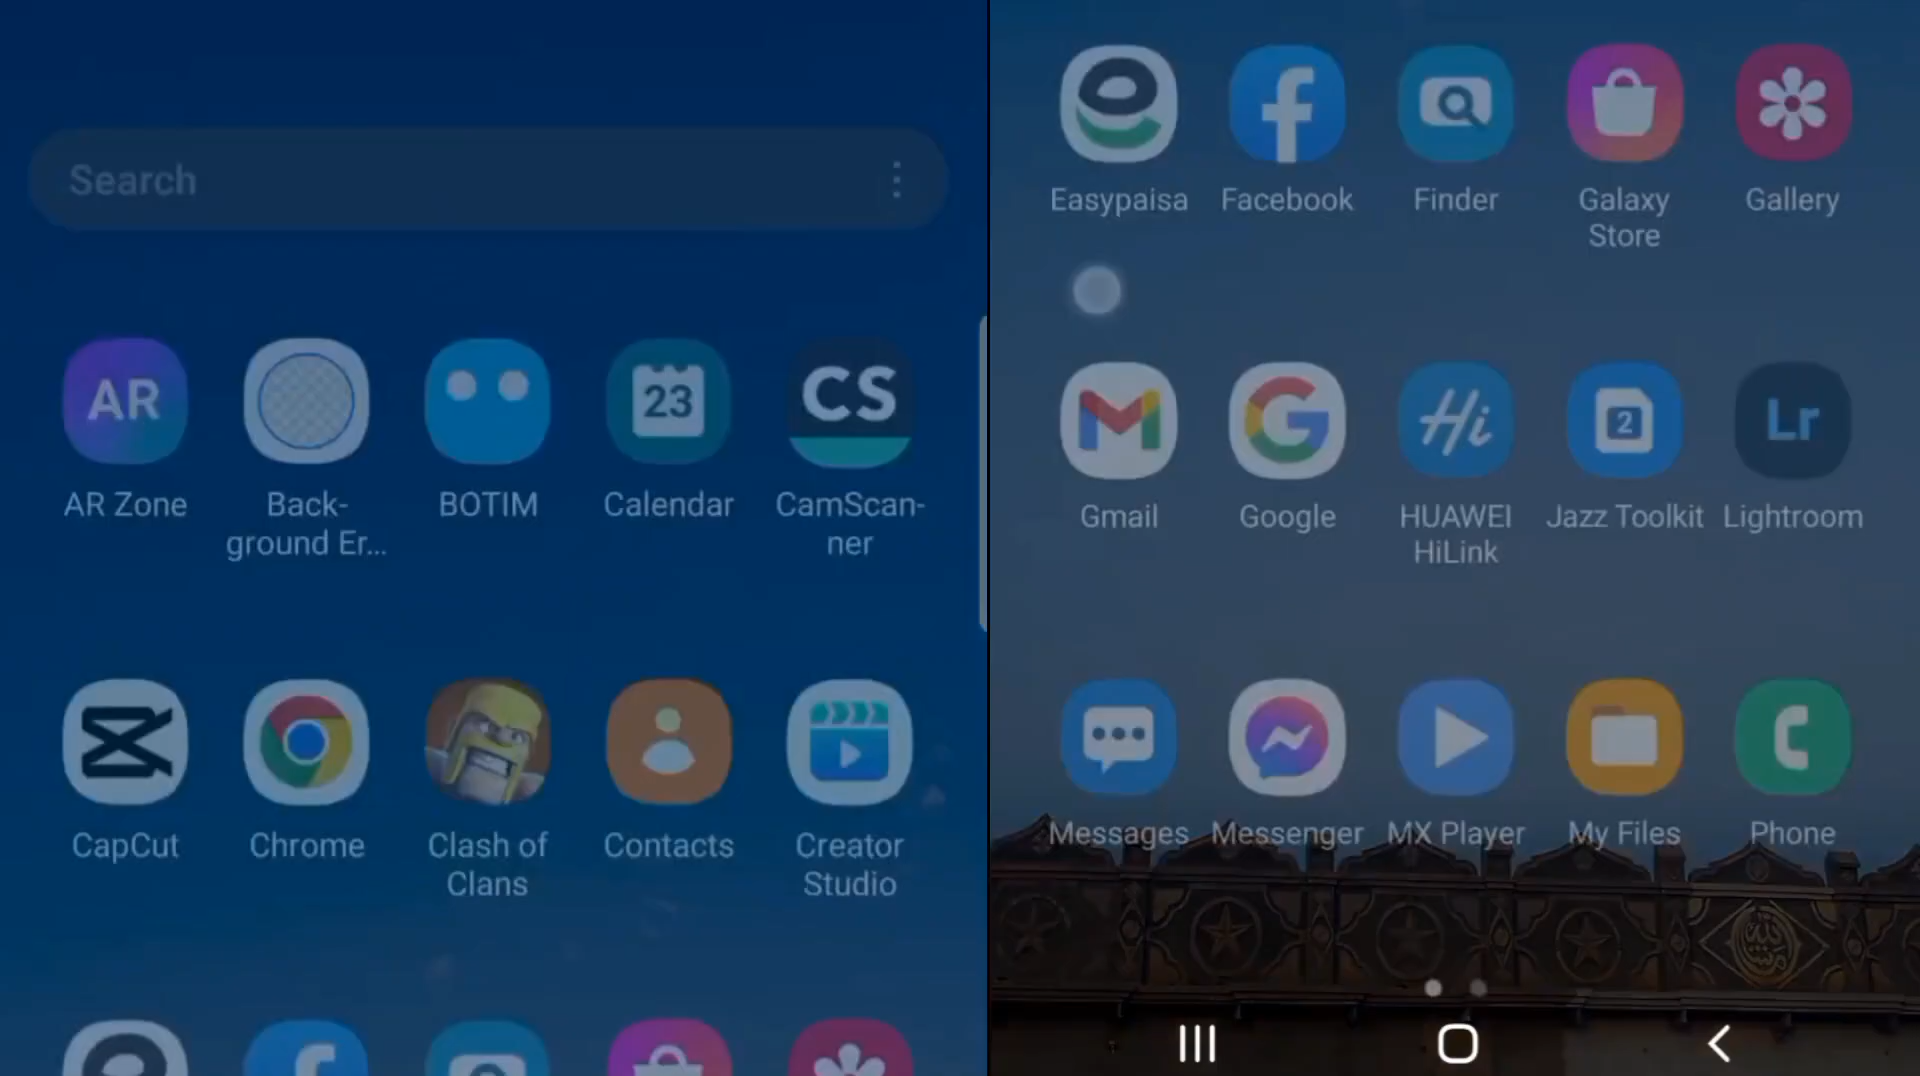 Search
AR
23
CS
AR Zone
Back-
ground Er...
BOTIM
Calendar
CamScan-
ner
CapCut
Chrome
Clash of
Clans
Contacts
Creator
Studio
Easypaisa
Facebook
Finder
Galaxy
Store
Gallery
Hi
2
Lr
Gmail
Google
HUAWEI
HiLink
Jazz Toolkit
Lightroom
Messages
Messenger
MX Player
My Files
Phone